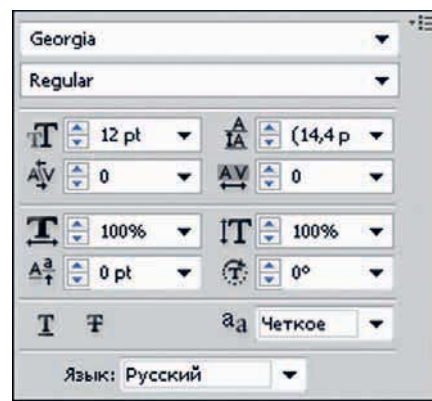 Georgia
Regular
12 pt (14,4 p
0 0
100% 100%
0 pt 0°
T T aa Четкое
Язык: Русский